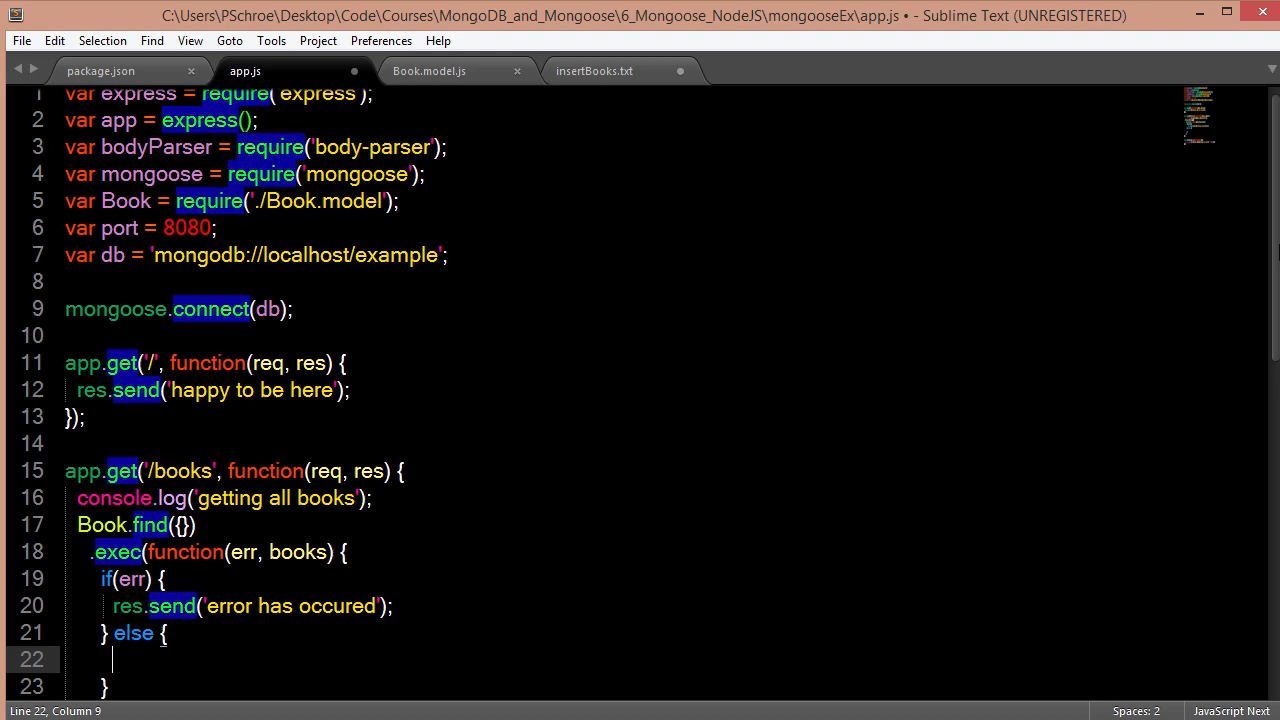 C:\Users\PSchroe\Desktop\Code\Courses\MongoDB_and_Mongoose\6_Mongoose_NodeJS\mongooseEx\app.js • - Sublime Text (UNREGISTERED)
File Edit Selection Find View Goto Tools Project Preferences Help
package.json app.js Book.model.js insertBooks.txt
1 var express = require('express');
2 var app = express();
3 var bodyParser = require('body-parser');
4 var mongoose = require('mongoose');
5 var Book = require('./Book.model');
6 var port = 8080;
7 var db = 'mongodb://localhost/example';
8
9 mongoose.connect(db);
10
11 app.get('/', function(req, res) {
12 res.send('happy to be here');
13 });
14
15 app.get('/books', function(req, res) {
16 console.log('getting all books');
17 Book.find({})
18 .exec(function(err, books) {
19 if(err) {
20 res.send('error has occured');
21 } else {
22
23 }
Line 22, Column 9 Spaces: 2 JavaScript Next